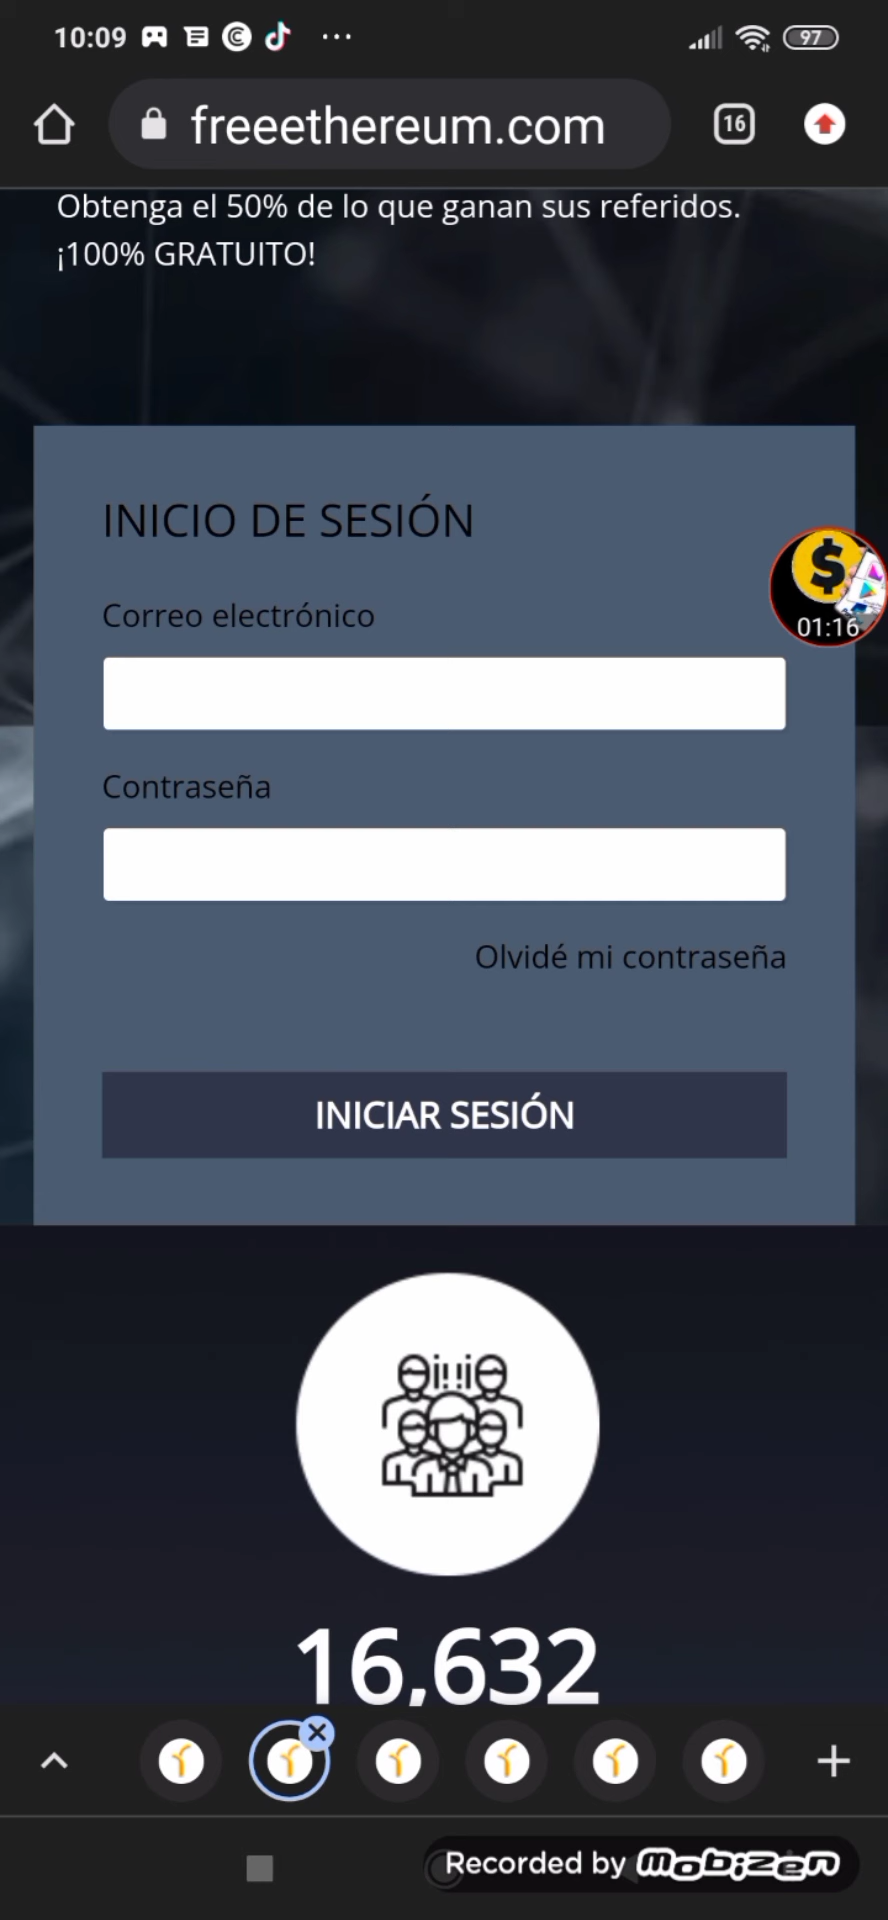 10:09
97
freeethereum.com
16
Obtenga el 50% de lo que ganan sus referidos.
¡100% GRATUITO!
INICIO DE SESIÓN
$
01:16
Correo electrónico
Contraseña
Olvidé mi contraseña
INICIAR SESIÓN
16,632
Recorded by Mobizen